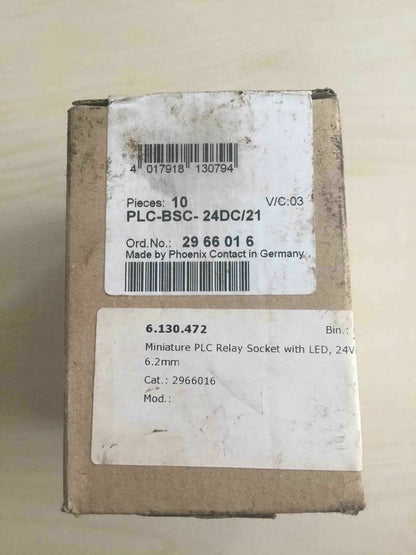 4 017918 130794
Pieces: 10 V/C:03
PLC-BSC- 24DC/21
Ord.No.: 29 66 01 6
Made by Phoenix Contact in Germany
6.130.472 Bin.:
Miniature PLC Relay Socket with LED, 24V
6.2mm
Cat.: 2966016
Mod.: